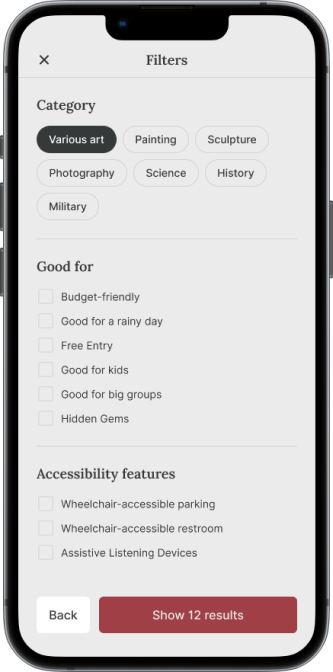 Filters
Category
Various art Painting Sculpture
Photography Science History
Military
Good for
Budget-friendly
Good for a rainy day
Free Entry
Good for kids
Good for big groups
Hidden Gems
Accessibility features
Wheelchair-accessible parking
Wheelchair-accessible restroom
Assistive Listening Devices
Back Show 12 results